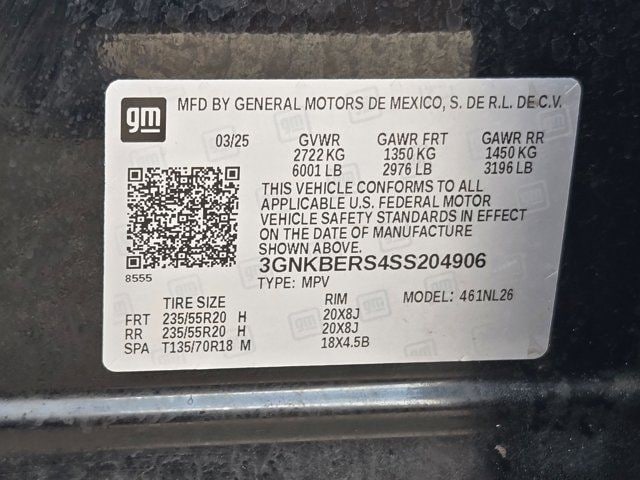 gm MFD BY GENERAL MOTORS DE MEXICO, S. DE R.L. DE C.V.
03/25 GVWR GAWR FRT GAWR RR
2722 KG 1350 KG 1450 KG
6001 LB 2976 LB 3196 LB
THIS VEHICLE CONFORMS TO ALL
APPLICABLE U.S. FEDERAL MOTOR
VEHICLE SAFETY STANDARDS IN EFFECT
ON THE DATE OF MANUFACTURE
SHOWN ABOVE.
3GNKBERS4SS204906
8555 TYPE: MPV
TIRE SIZE RIM MODEL: 461NL26
FRT 235/55R20 H 20X8J
RR 235/55R20 H 20X8J
SPA T135/70R18 M 18X4.5B